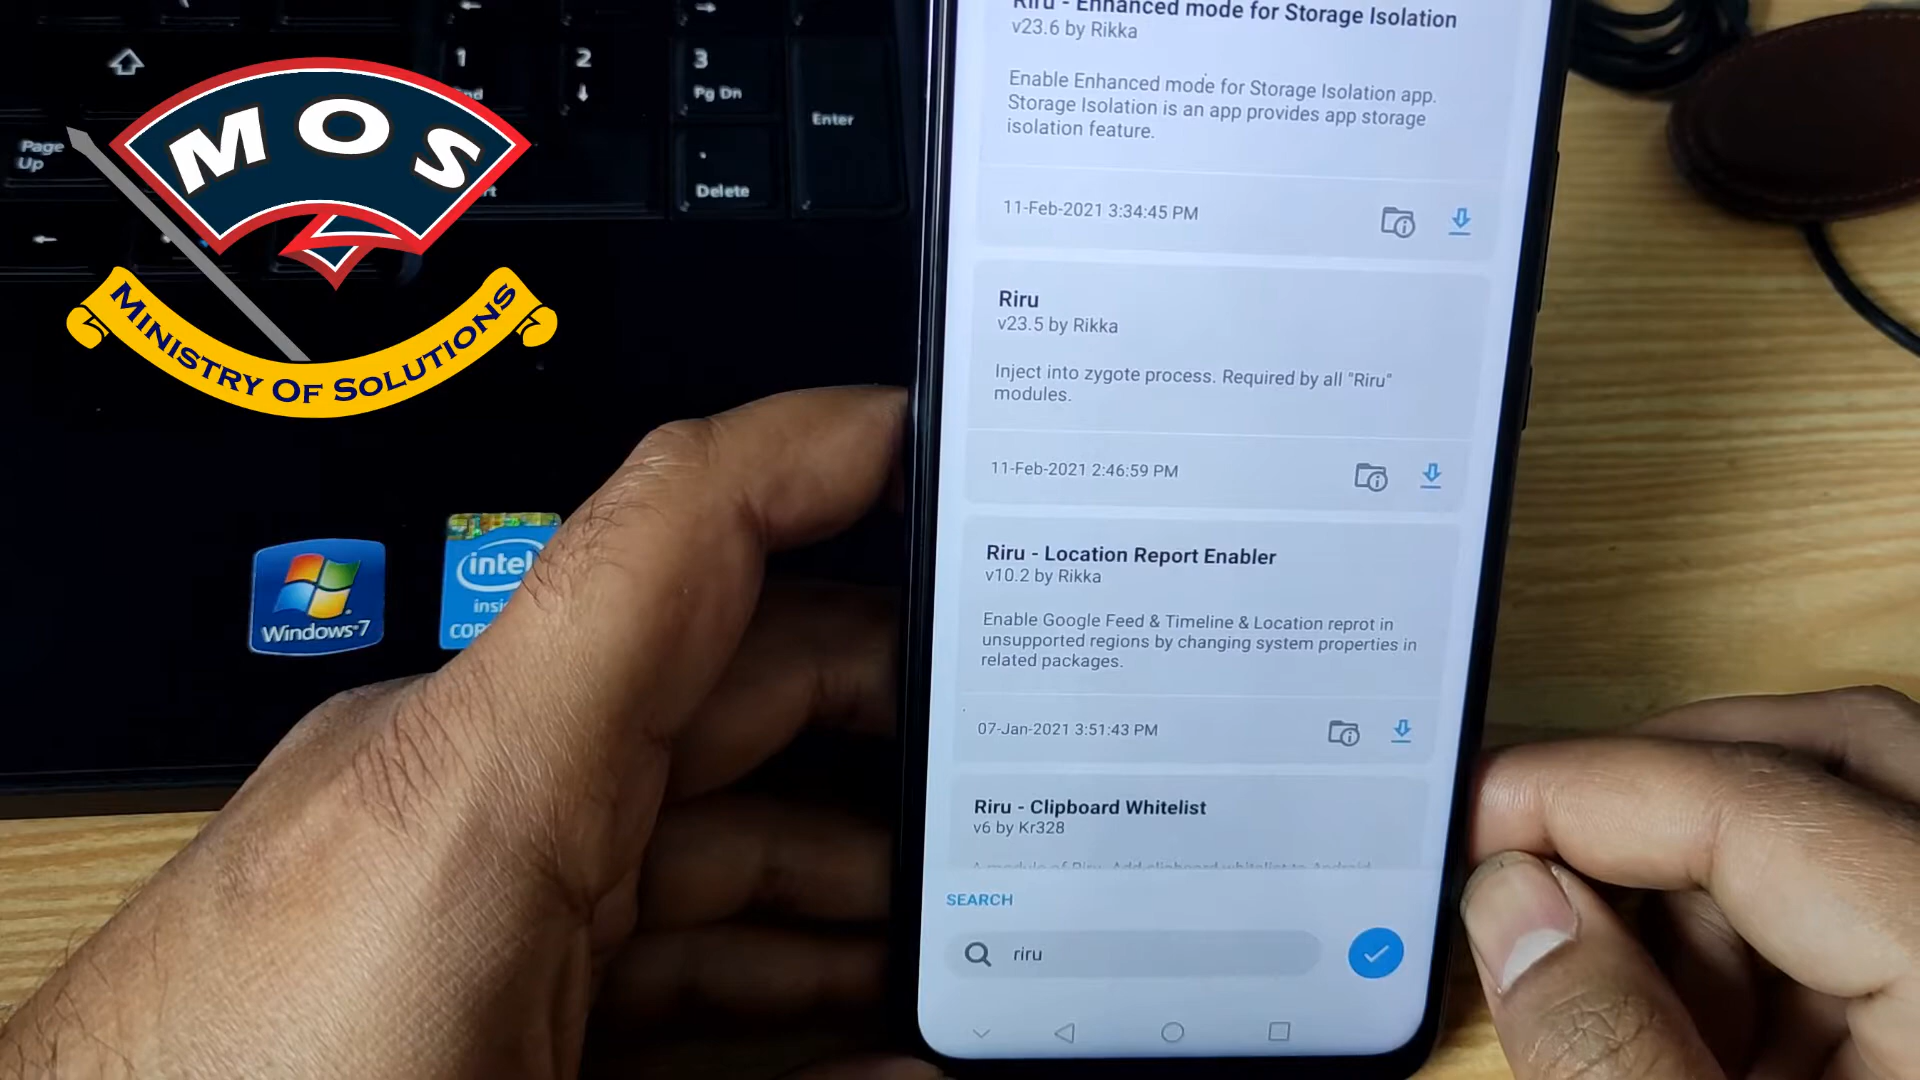 MOS
MINISTRY OF SOLUTIONS
1
2
3
Pg Dn
Enter
Page
Up
.
Delete
Windows 7
intel
Riru - Enhanced mode for Storage Isolation
v23.6 by Rikka
Enable Enhanced mode for Storage Isolation app.
Storage Isolation is an app provides app storage
isolation feature.
11-Feb-2021 3:34:45 PM
Riru
v23.5 by Rikka
Inject into zygote process. Required by all "Riru"
modules.
11-Feb-2021 2:46:59 PM
Riru - Location Report Enabler
v10.2 by Rikka
Enable Google Feed & Timeline & Location reprot in
unsupported regions by changing system properties in
related packages.
07-Jan-2021 3:51:43 PM
Riru - Clipboard Whitelist
v6 by Kr328
SEARCH
riru